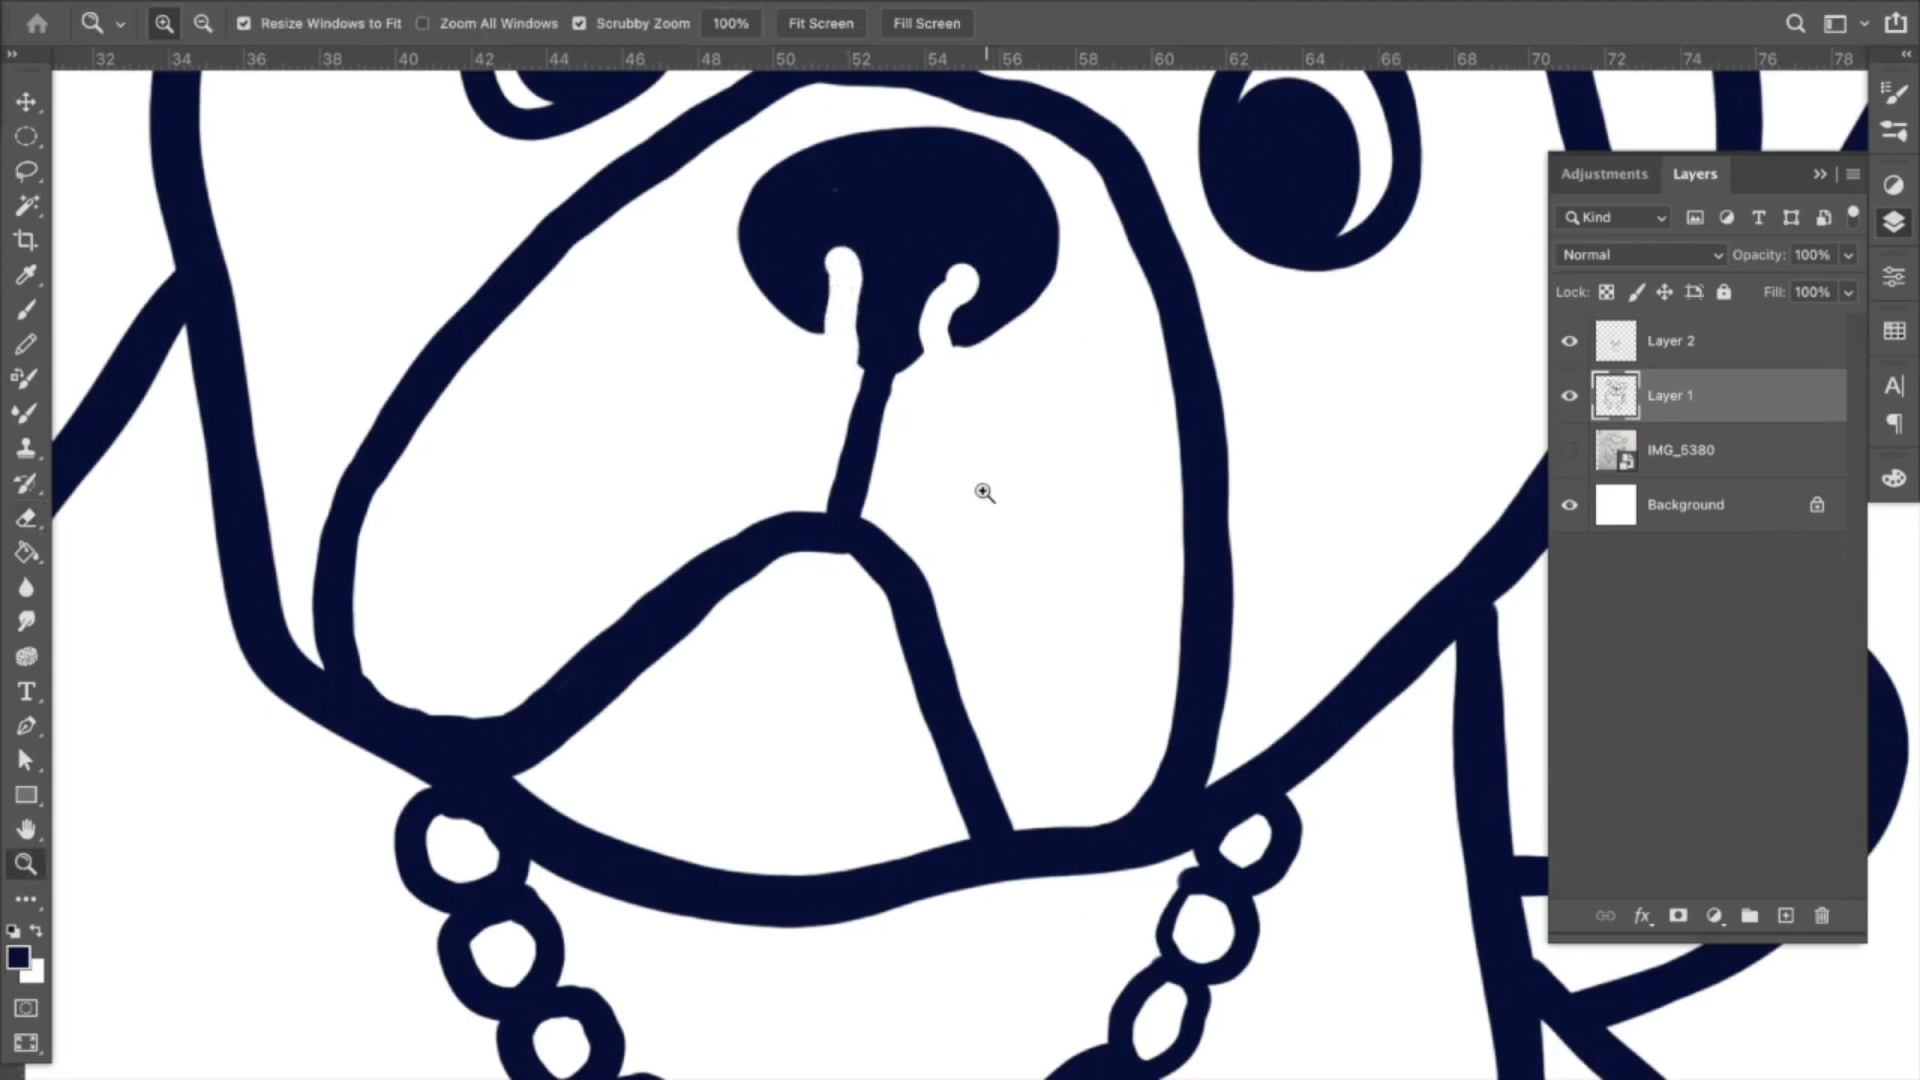 Resize Windows to Fit Zoom All Windows Scrubby Zoom 100% Fit Screen Fill Screen
32 34 36 38 40 42 44 46 48 50 52 54 56 58 60 62 64 66 68 70 72 74 76 78
Adjustments Layers
Kind
Normal Opacity: 100%
Lock: Fill: 100%
Layer 2
Layer 1
IMG_5380
Background
fx